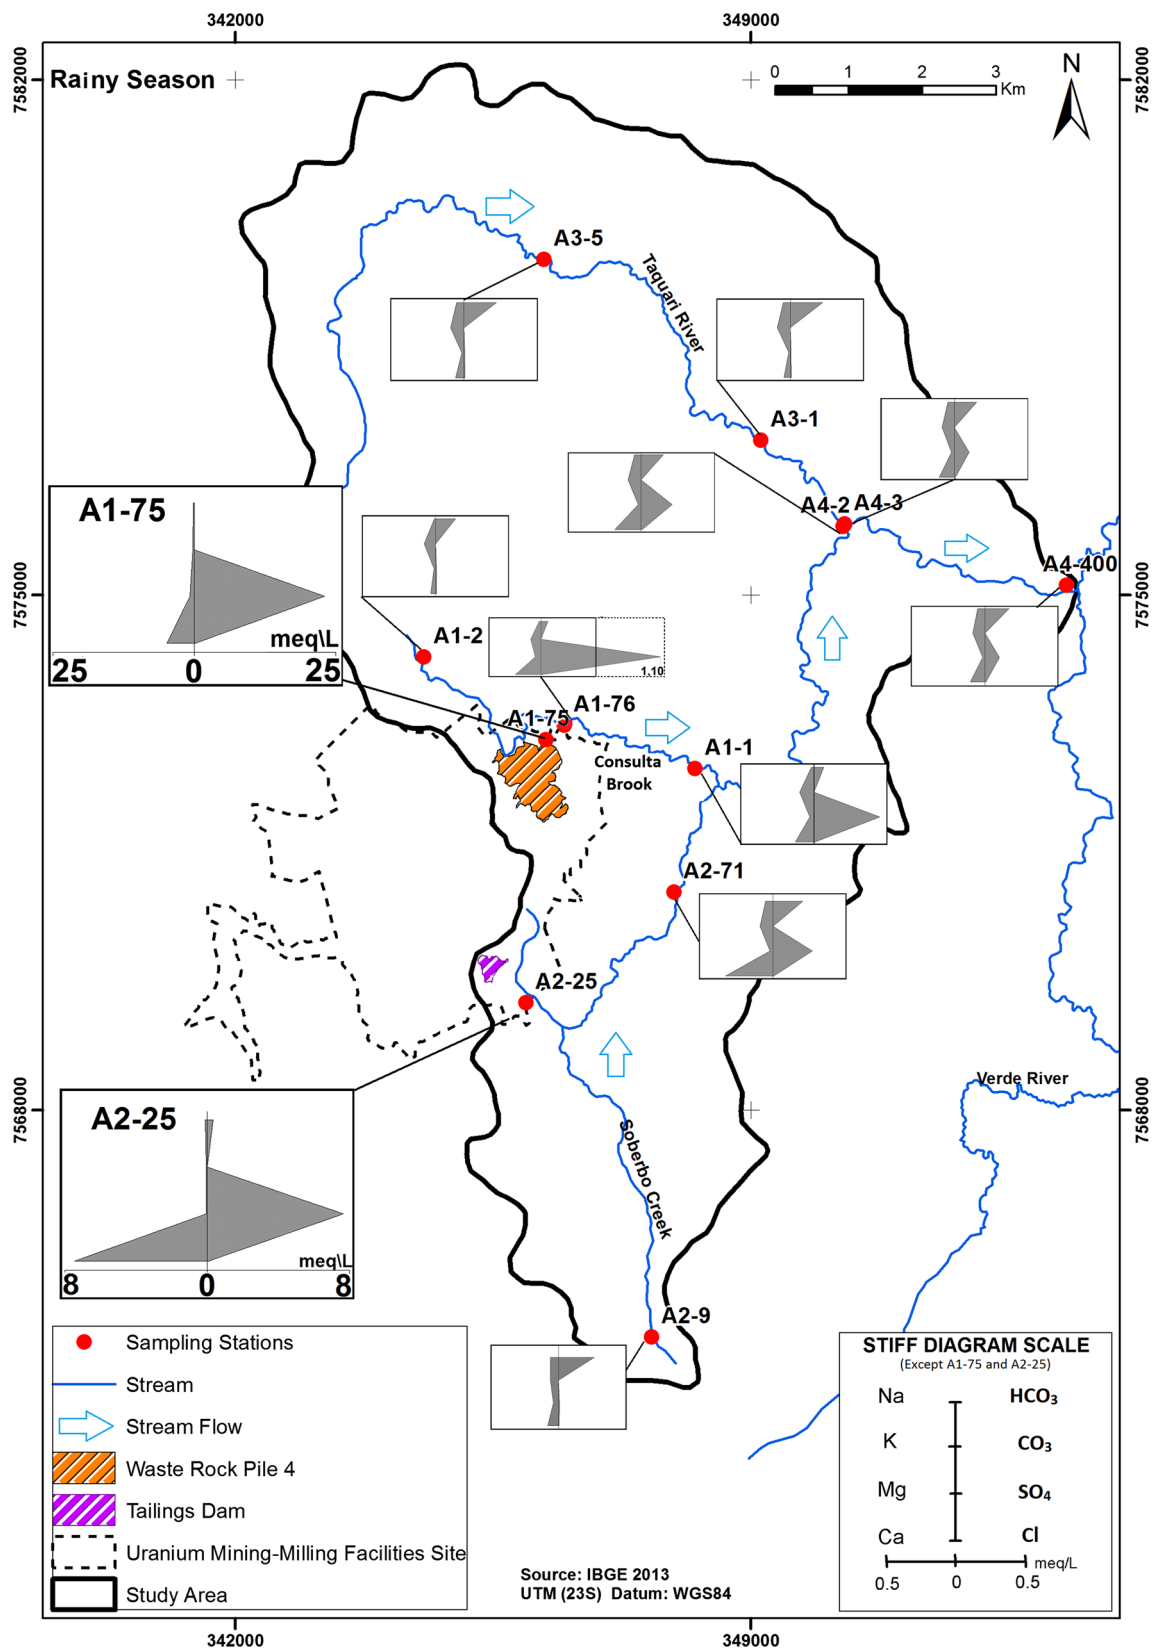 342000
349000
7582000
7582000
Rainy Season
0 1 2 3
Km
N
A3-5
Taquari River
A3-1
A4-2 A4-3
A1-75
meq\L
25 0 25
A4-400
7575000
7575000
A1-2
1.10
A1-76
A1-75
A1-1
Consulta
Brook
A2-71
A2-25
Verde River
7568000
7568000
A2-25
meq\L
8 0 8
Soberbo Creek
A2-9
Sampling Stations
Stream
Stream Flow
Waste Rock Pile 4
Tailings Dam
Uranium Mining-Milling Facilities Site
Study Area
Source: IBGE 2013
UTM (23S) Datum: WGS84
STIFF DIAGRAM SCALE
(Except A1-75 and A2-25)
Na HCO₃
K CO₃
Mg SO₄
Ca Cl
meq/L
0.5 0 0.5
342000
349000